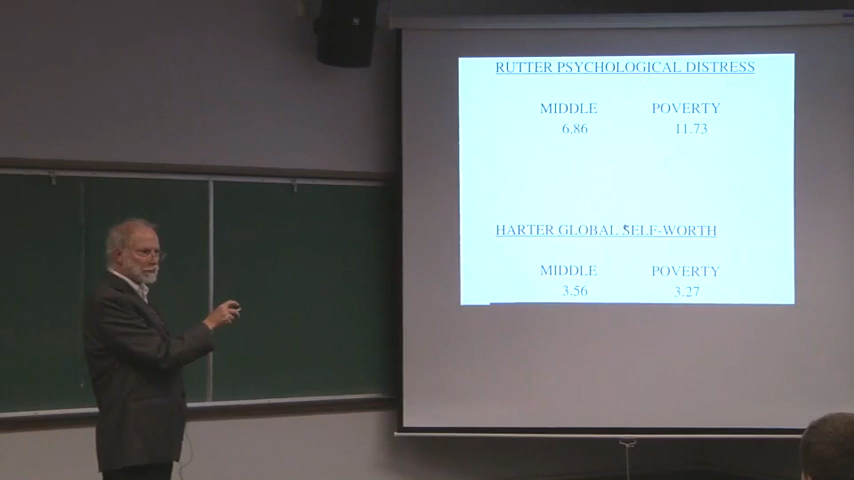 RUTTER PSYCHOLOGICAL DISTRESS
MIDDLE POVERTY
6.86 11.73
HARTER GLOBAL SELF-WORTH
MIDDLE POVERTY
3.56 3.27